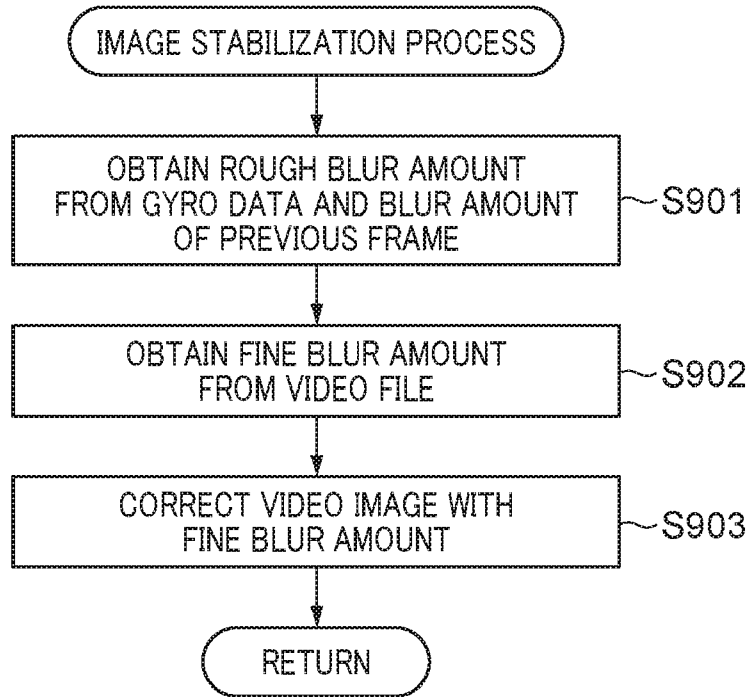 IMAGE STABILIZATION PROCESS
OBTAIN ROUGH BLUR AMOUNT
FROM GYRO DATA AND BLUR AMOUNT
OF PREVIOUS FRAME
S901
OBTAIN FINE BLUR AMOUNT
FROM VIDEO FILE
S902
CORRECT VIDEO IMAGE WITH
FINE BLUR AMOUNT
S903
RETURN